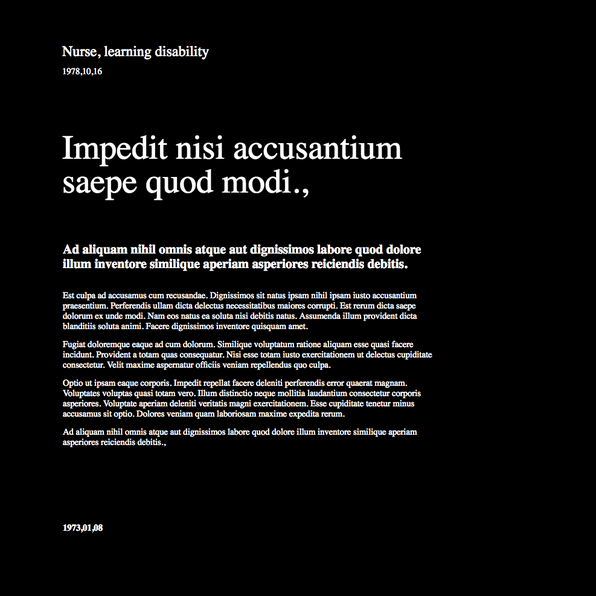 Nurse, learning disability
1978,10,16
Impedit nisi accusantium
saepe quod modi.,
Ad aliquam nihil omnis atque aut dignissimos labore quod dolore
illum inventore similique aperiam asperiores reiciendis debitis.
Est culpa ad accusamus cum recusandae. Dignissimos sit natus ipsam nihil ipsam iusto accusantium
praesentium. Perferendis ullam dicta delectus necessitatibus maiores corrupti. Est rerum dicta saepe
dolorum ex unde modi. Nam eos natus ea soluta nisi debitis natus. Assumenda illum provident dicta
blanditiis soluta animi. Facere dignissimos inventore quisquam amet.
Fugiat doloremque eaque ad cum dolorum. Similique voluptatum ratione aliquam esse quasi facere
incidunt. Provident a totam quas consequatur. Nisi esse totam iusto exercitationem ut delectus cupiditate
consectetur. Velit maxime aspernatur officiis veniam repellendus quo culpa.
Optio ut ipsam eaque corporis. Impedit repellat facere deleniti perferendis error quaerat magnam.
Voluptates voluptas quasi totam vero. Illum distinctio neque mollitia laudantium consectetur corporis
asperiores. Voluptate aperiam deleniti veritatis magni exercitationem. Esse cupiditate tenetur minus
accusamus sit optio. Dolores veniam quam laboriosam maxime expedita rerum.
Ad aliquam nihil omnis atque aut dignissimos labore quod dolore illum inventore similique aperiam
asperiores reiciendis debitis.,
1973,01,08